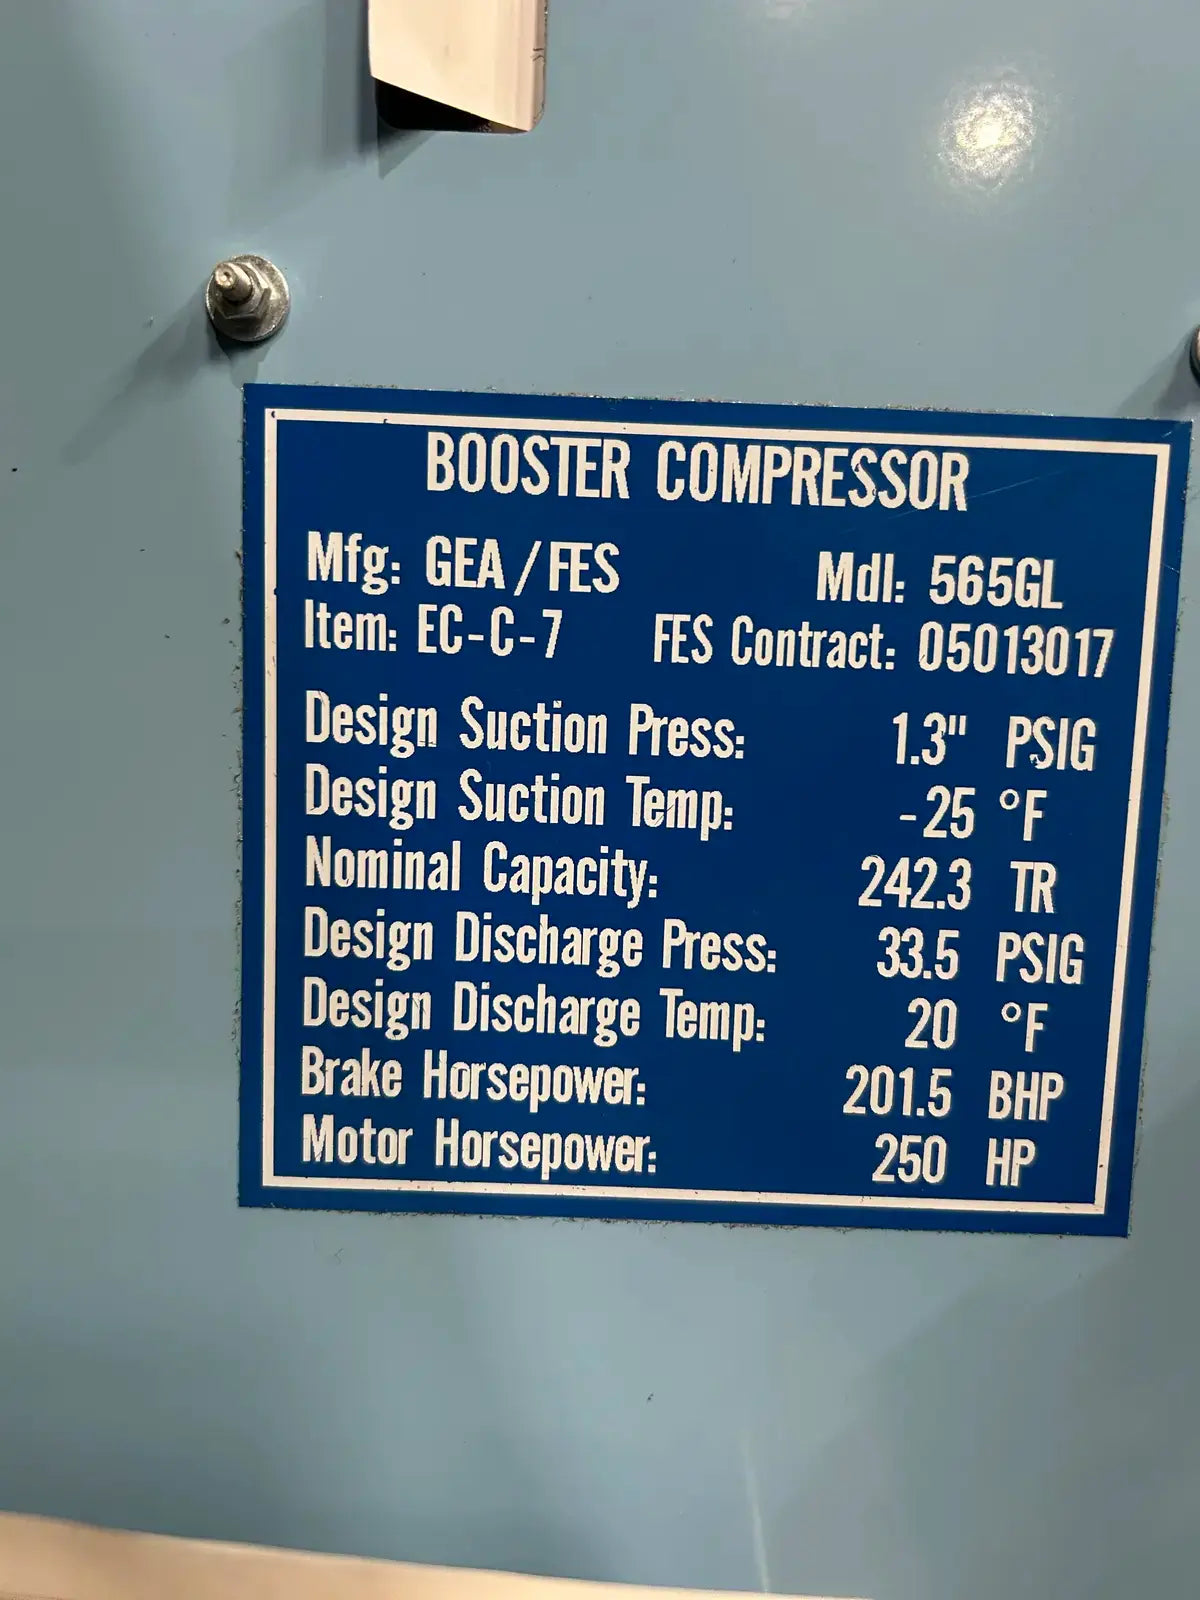 BOOSTER COMPRESSOR
Mfg: GEA/FES Mdl: 565GL
Item: EC-C-7 FES Contract: 05013017
Design Suction Press: 1.3" PSIG
Design Suction Temp: -25 °F
Nominal Capacity: 242.3 TR
Design Discharge Press: 33.5 PSIG
Design Discharge Temp: 20 °F
Brake Horsepower: 201.5 BHP
Motor Horsepower: 250 HP